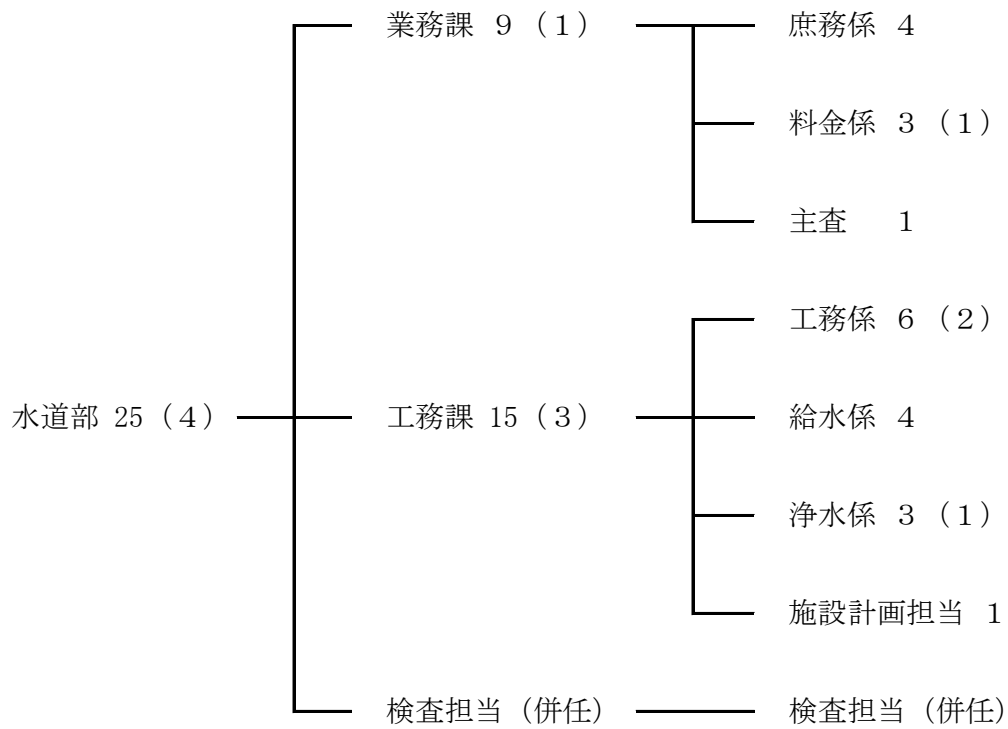 業務課 ９（１）
庶務係 ４
料金係 ３（１）
主査 １
水道部 25（４）
工務課 15（３）
工務係 ６（２）
給水係 ４
浄水係 ３（１）
施設計画担当 １
検査担当（併任）
検査担当（併任）